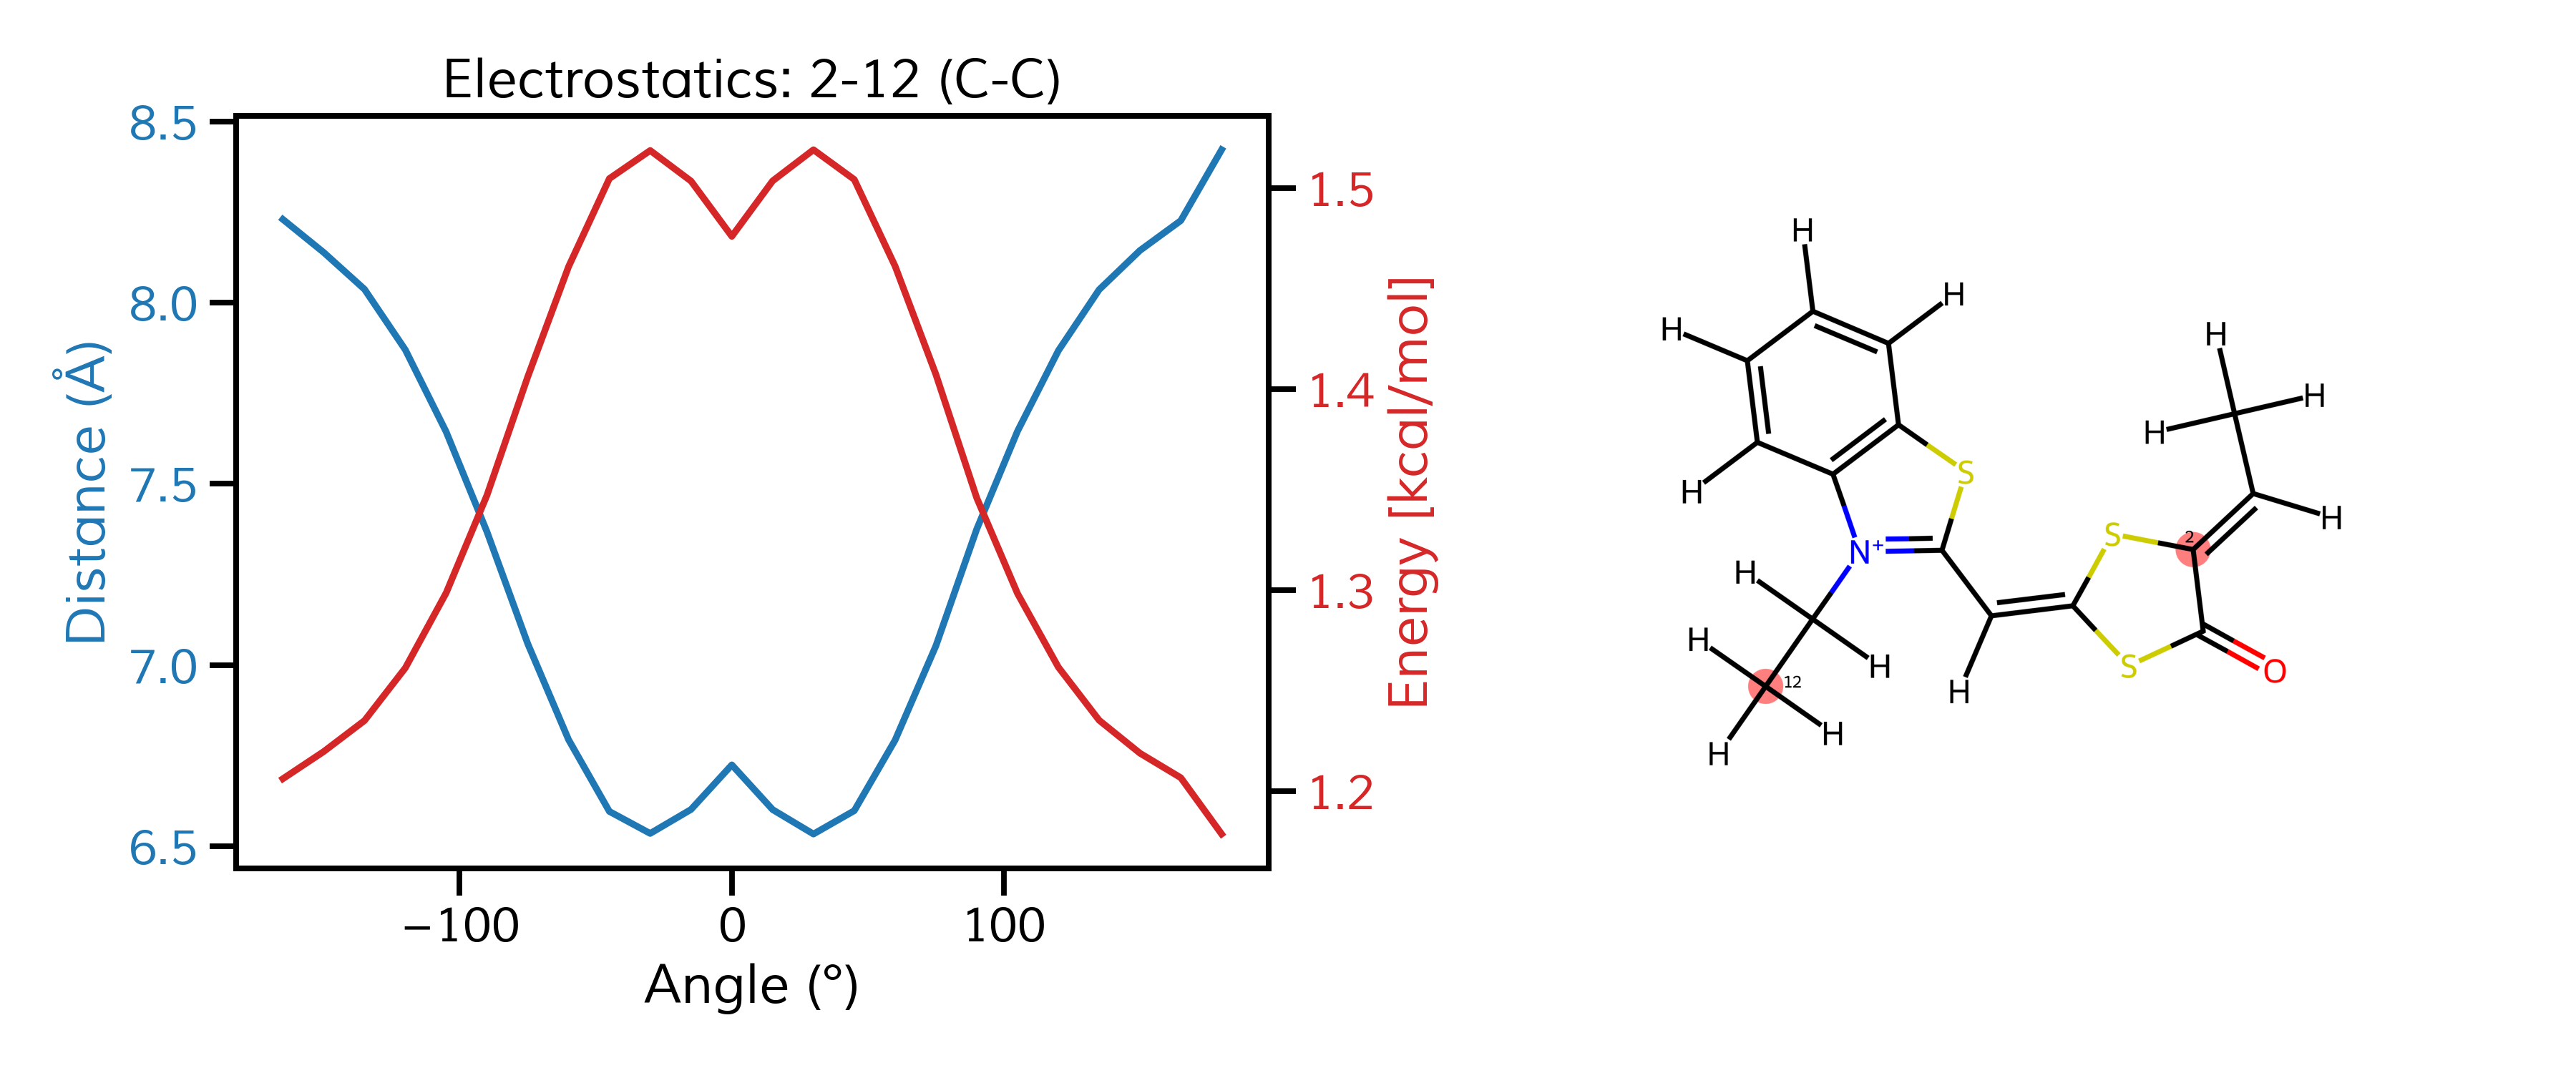 Electrostatics: 2-12 (C-C)
8.5
8.0
7.5
7.0
6.5
Distance (Å)
−100
0
100
Angle (°)
1.5
1.4
1.3
1.2
Energy [kcal/mol]
H
H
H
H
H
H
S
H
S
2
H
N+
H
H
H
S
O
12
H
H
H